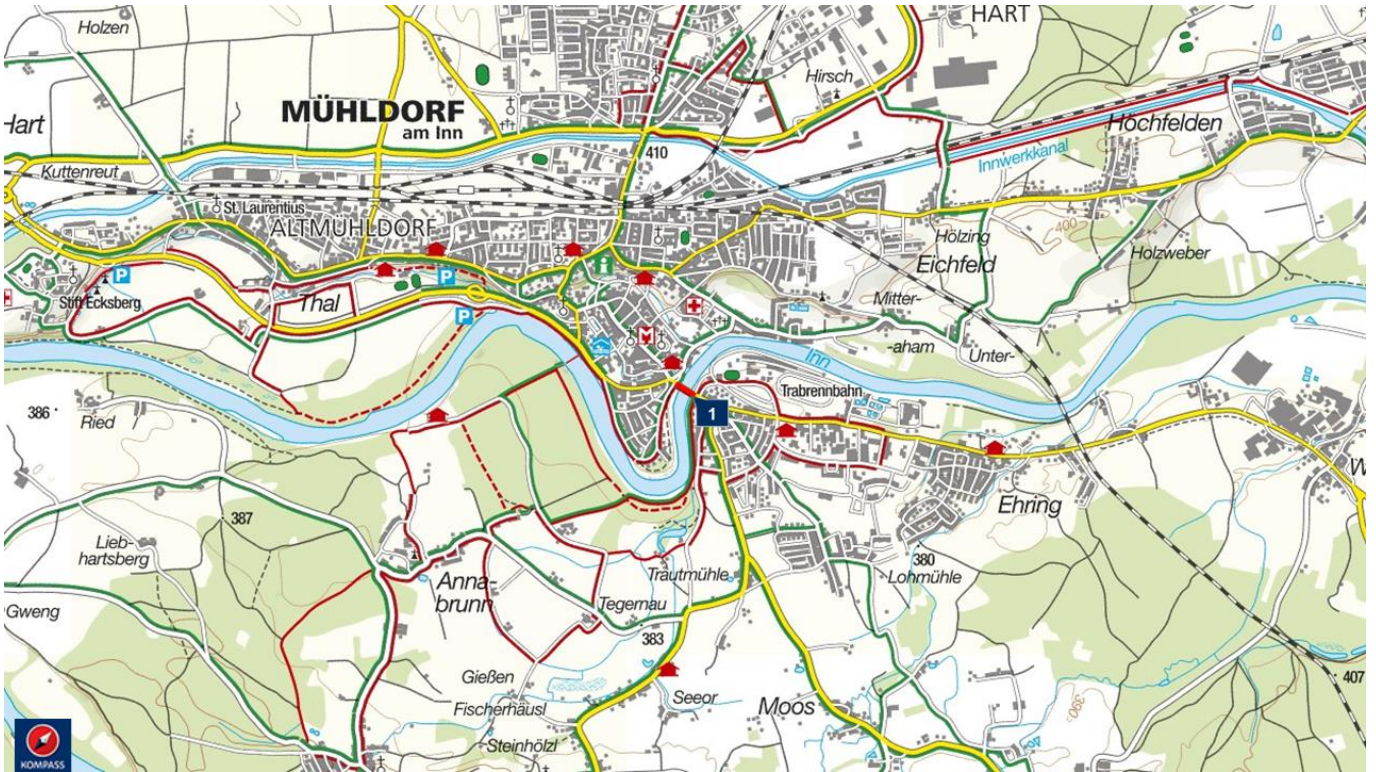 Holzen
HART
MÜHLDORF
am Inn
Hirsch
Hart
Höchfelden
410
Innwerkkanal
Kuttenreut
St. Laurentius
ALTMÜHLDORF
400
Hölzing
Holzweber
Eichfeld
P
P
i
Stift Ecksberg
Thal
Mitter-
P
M
-aham
Unter-
Inn
Trabrennbahn
386
Ried
1
Ehring
W
387
Lieb-
hartsberg
380
Lohmühle
Anna-
brunn
Trautmühle
Gweng
Tegernau
383
Gießen
Seeor
Moos
390
407
Fischerhäusl
Steinhölzl
KOMPASS